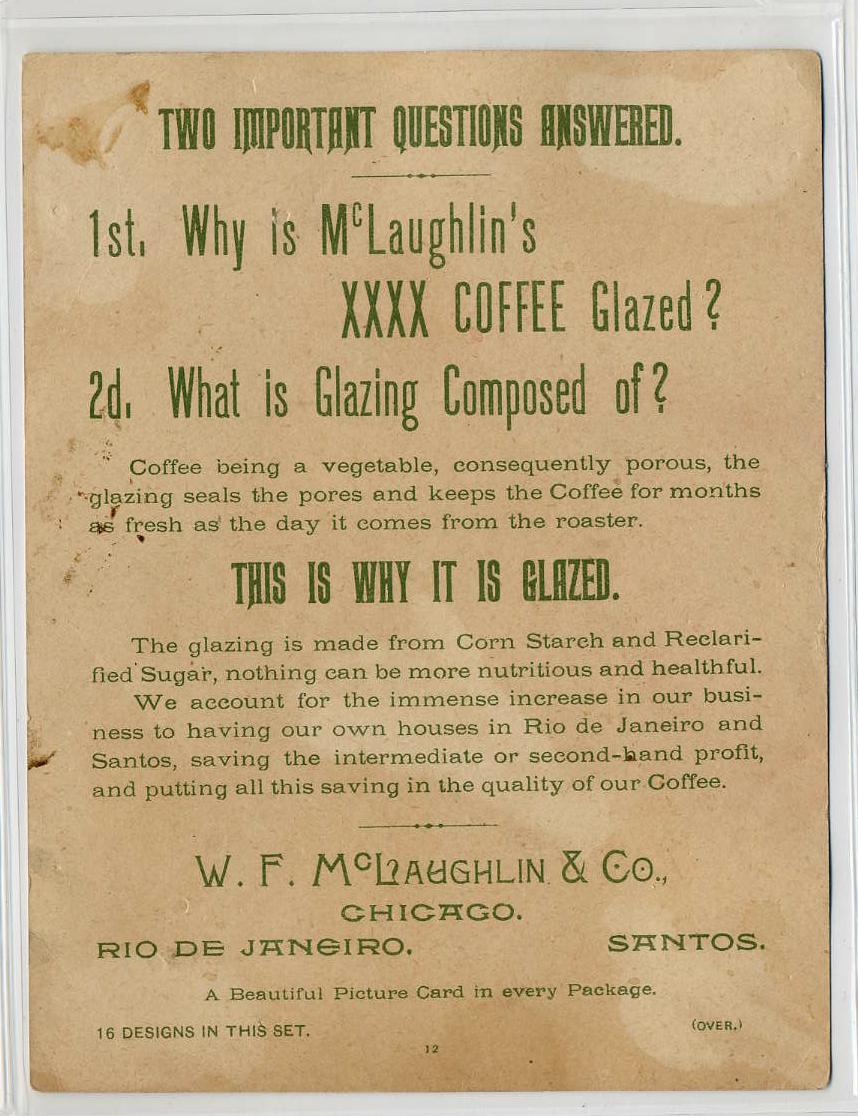 TWO IMPORTANT QUESTIONS ANSWERED.
1st. Why is McLaughlin's
XXXX COFFEE Glazed?
2d. What is Glazing Composed of?
Coffee being a vegetable, consequently porous, the
glazing seals the pores and keeps the Coffee for months
as fresh as the day it comes from the roaster.
THIS IS WHY IT IS GLAZED.
The glazing is made from Corn Starch and Reclari-
fied Sugar, nothing can be more nutritious and healthful.
We account for the immense increase in our busi-
ness to having our own houses in Rio de Janeiro and
Santos, saving the intermediate or second-hand profit,
and putting all this saving in the quality of our Coffee.
W. F. McLAUGHLIN & Co.,
CHICAGO.
RIO DE JANEIRO. SANTOS.
A Beautiful Picture Card in every Package.
16 DESIGNS IN THIS SET. (OVER.)
12